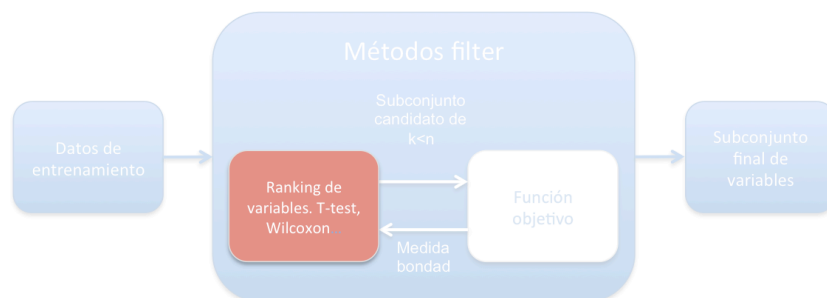 Métodos filter
Subconjunto
candidato de
k<n
Datos de
entrenamiento
Ranking de
variables. T-test,
Wilcoxon...
Función
objetivo
Medida
bondad
Subconjunto
final de
variables